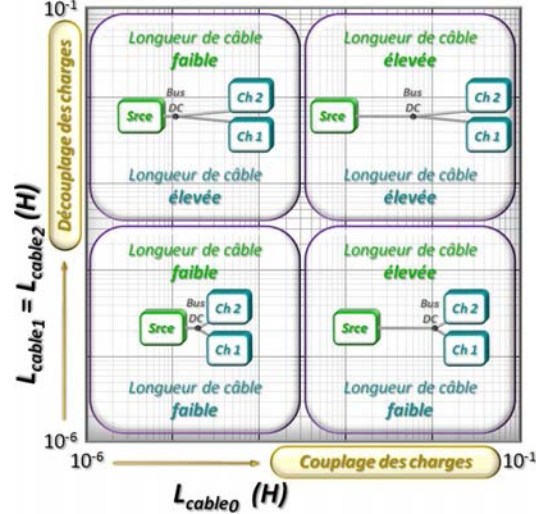 10-1
Longueur de câble
faible
Srce
Bus
DC
Ch 2
Ch 1
Longueur de câble
élevée
Longueur de câble
élevée
Srce
Bus
DC
Ch 2
Ch 1
Longueur de câble
élevée
Longueur de câble
faible
Srce
Bus
DC
Ch 2
Ch 1
Longueur de câble
faible
Longueur de câble
élevée
Srce
Bus
DC
Ch 2
Ch 1
Longueur de câble
faible
Découplage des charges
Lcable1 = Lcable2 (H)
10-6
10-6
Couplage des charges
10-1
Lcable0 (H)